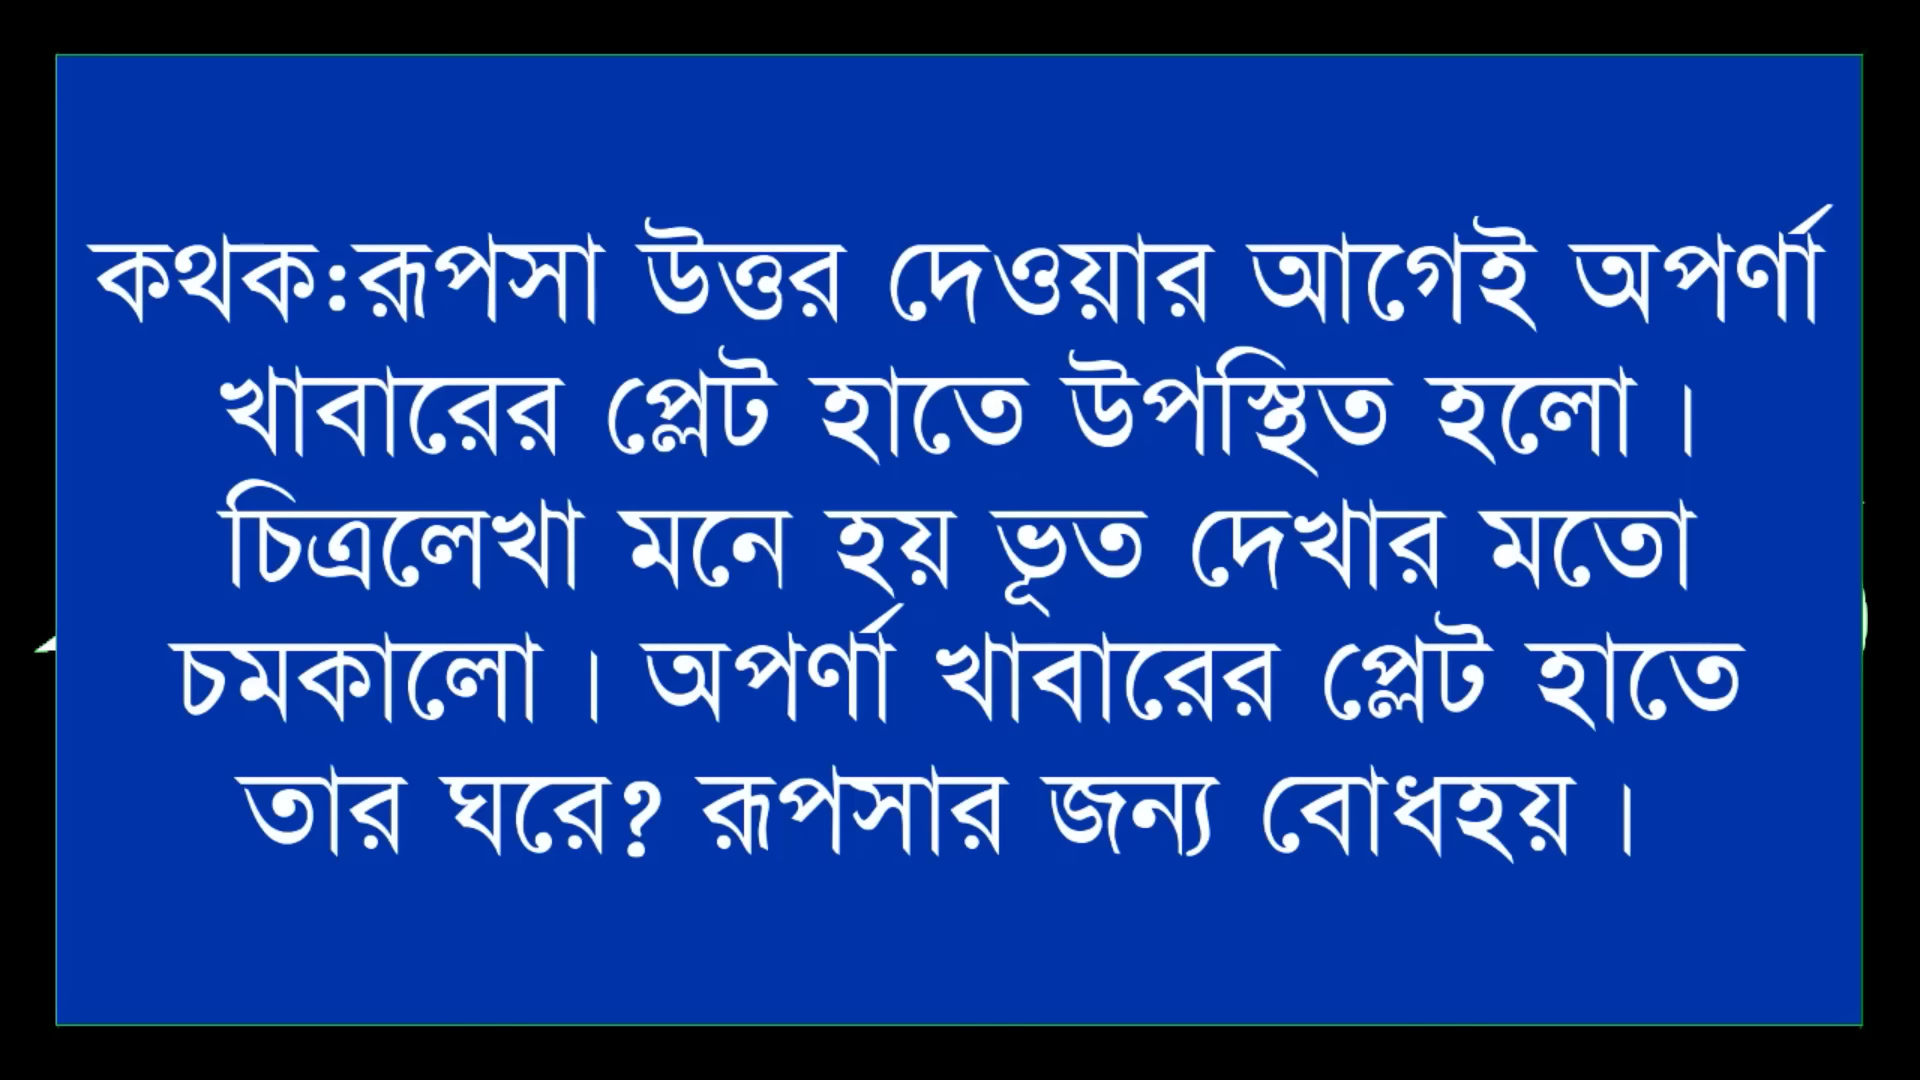 কথক:রূপসা উত্তর দেওয়ার আগেই অপর্ণা
খাবারের প্লেট হাতে উপস্থিত হলো।
চিত্রলেখা মনে হয় ভূত দেখার মতো
চমকালো। অপর্ণা খাবারের প্লেট হাতে
তার ঘরে? রূপসার জন্য বোধহয়।